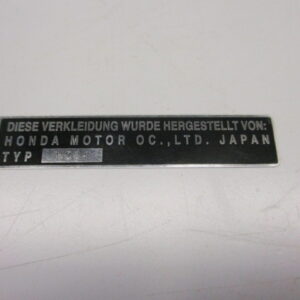 DIESE VERKLEIDUNG WURDE HERGESTELLT VON:
HONDA MOTOR OC.,LTD. JAPAN
TYP